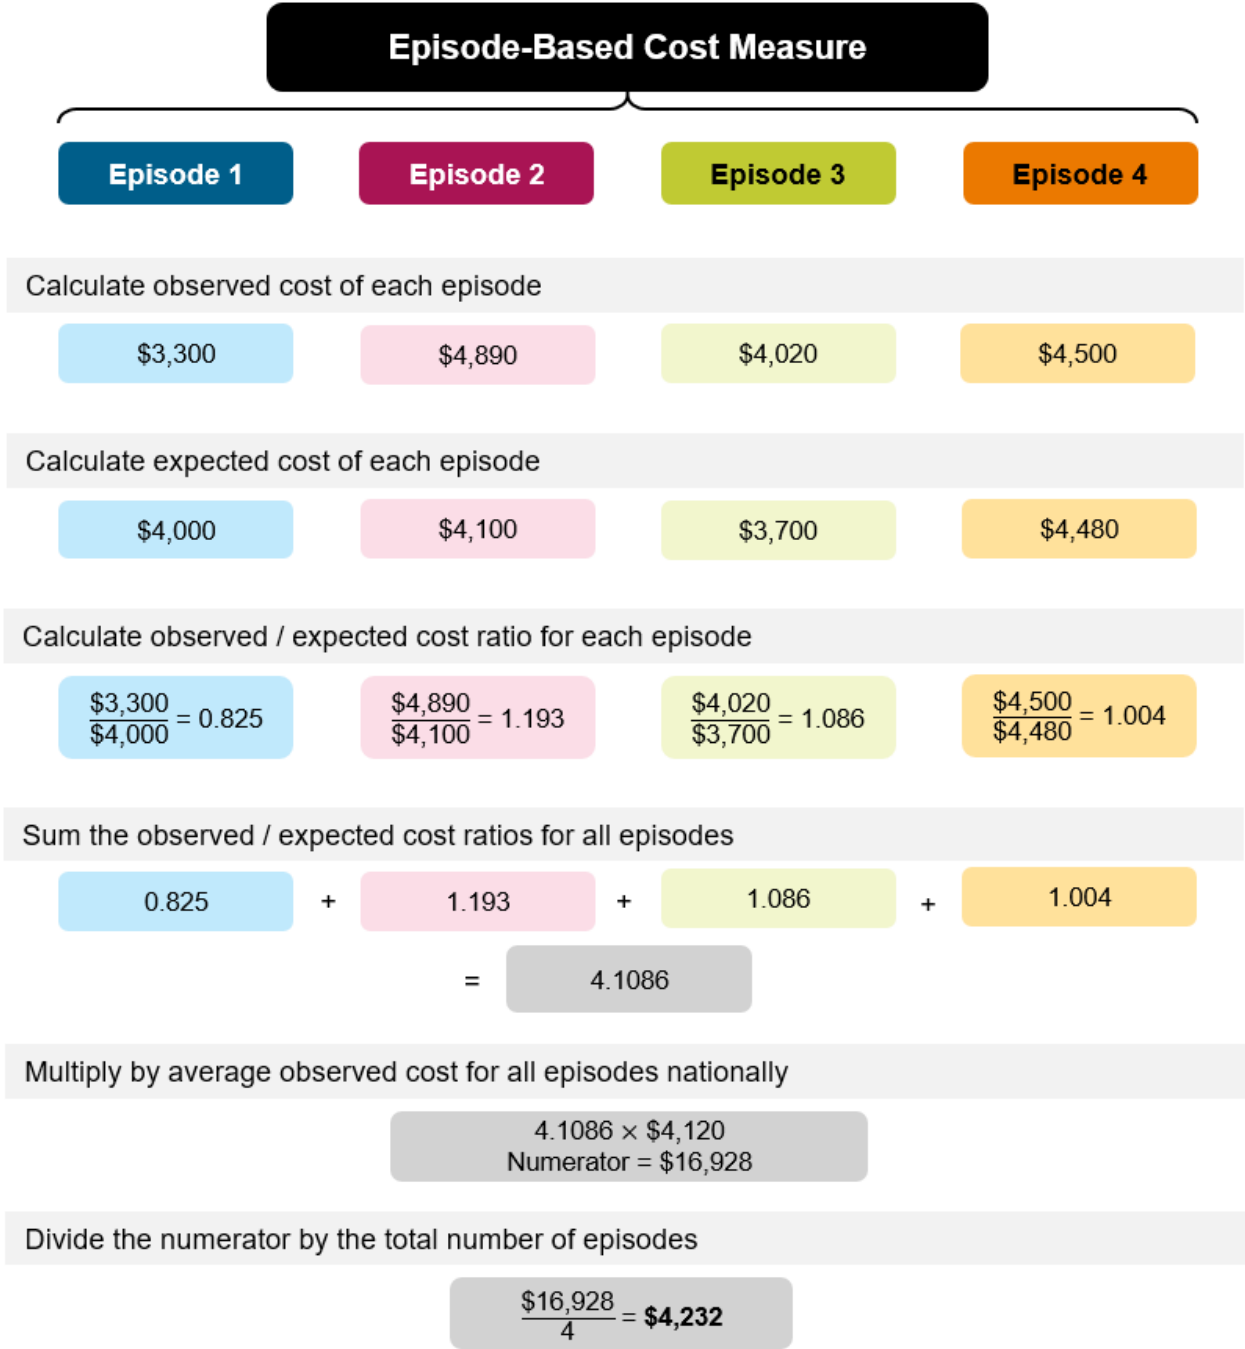 Episode-Based Cost Measure
Episode 1 Episode 2 Episode 3 Episode 4
Calculate observed cost of each episode
$3,300 $4,890 $4,020 $4,500
Calculate expected cost of each episode
$4,000 $4,100 $3,700 $4,480
Calculate observed / expected cost ratio for each episode
$3,300
$4,000 = 0.825
$4,890
$4,100 = 1.193
$4,020
$3,700 = 1.086
$4,500
$4,480 = 1.004
Sum the observed / expected cost ratios for all episodes
0.825 + 1.193 + 1.086 + 1.004
= 4.1086
Multiply by average observed cost for all episodes nationally
4.1086 × $4,120
Numerator = $16,928
Divide the numerator by the total number of episodes
$16,928
4 = $4,232